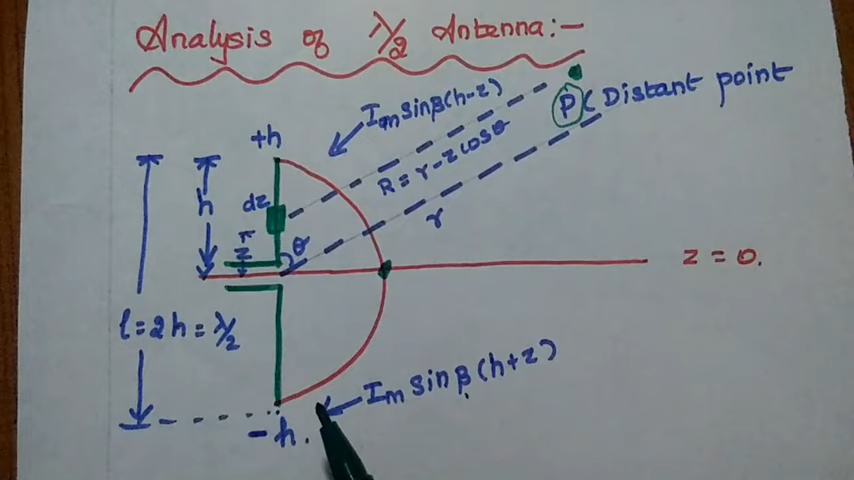 Analysis of λ/2 Antenna:-
P(Distant point
Im sinβ(h-z)
+h
R = r-z cosθ
h
dz
r
z
θ
z = 0.
l = 2h = λ/2
Im sinβ(h+z)
-h.